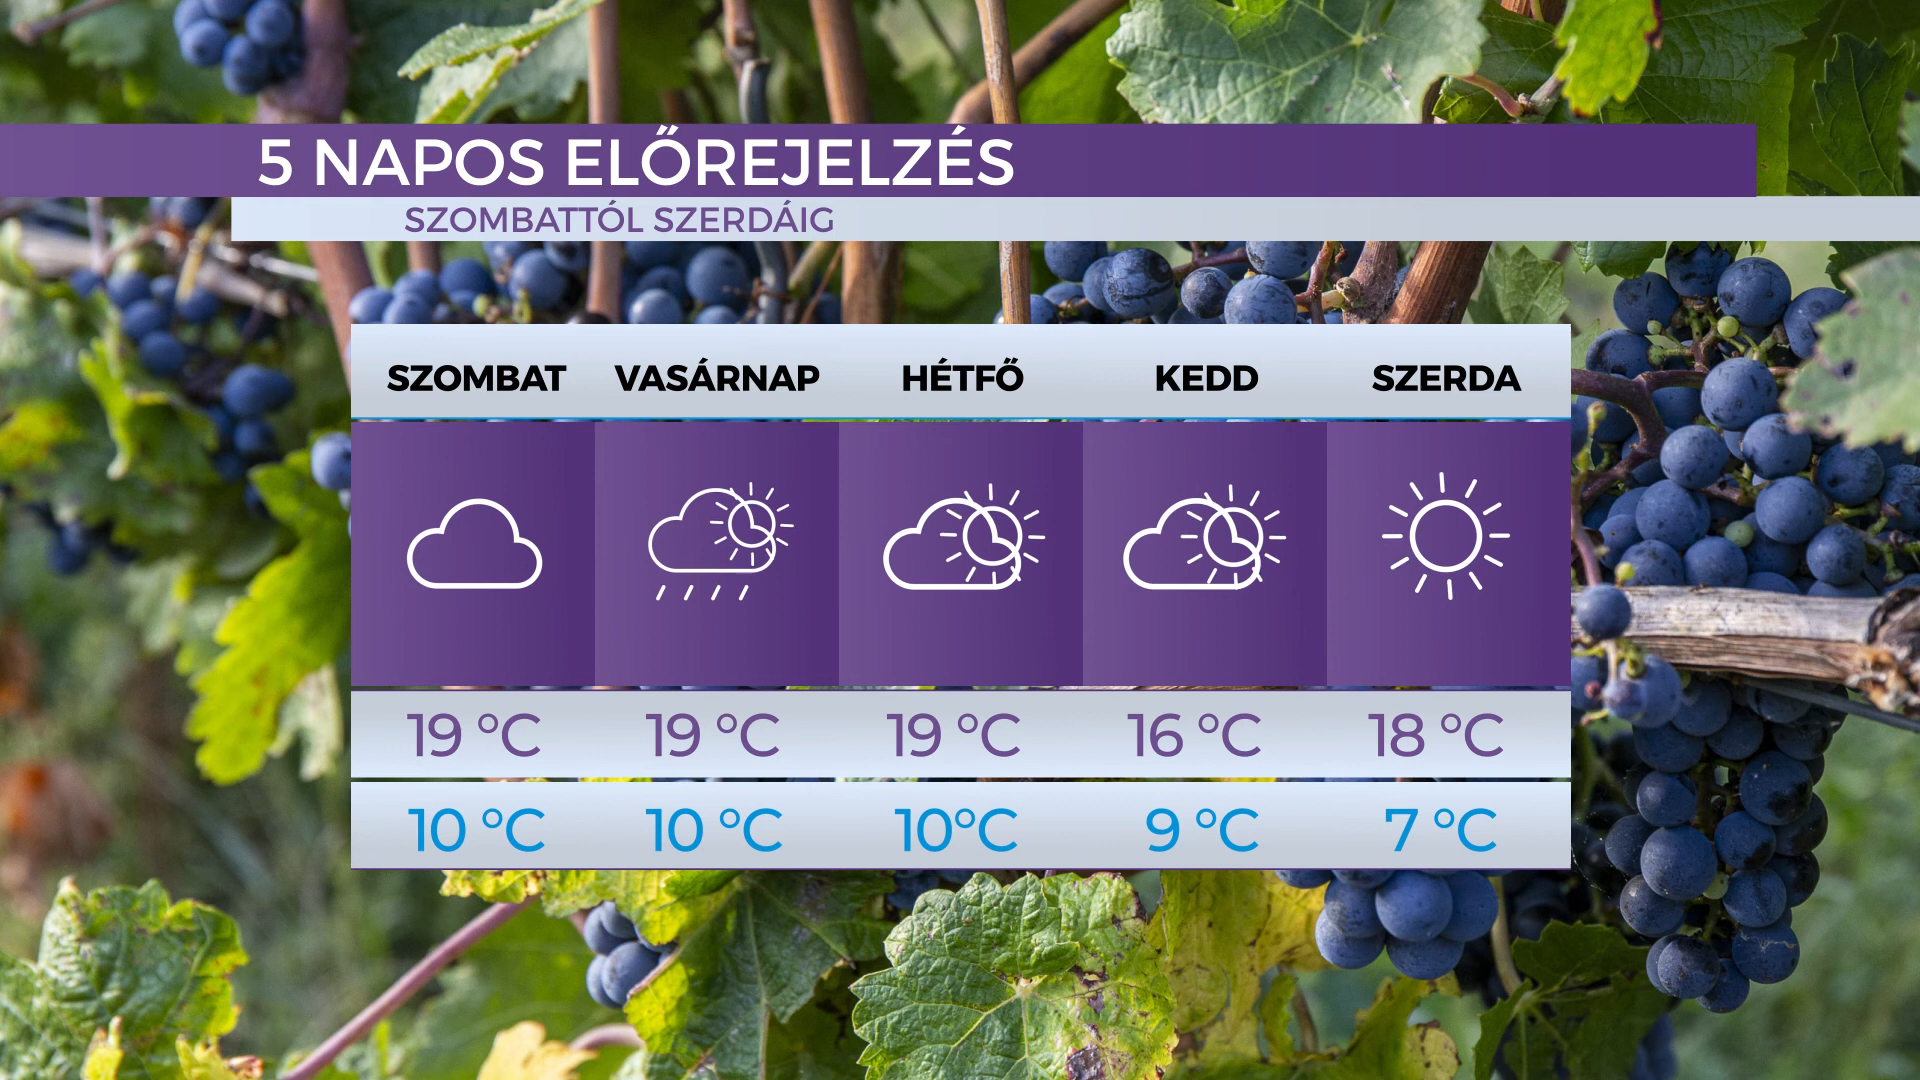 5 NAPOS ELŐREJELZÉS
SZOMBATTÓL SZERDÁIG
SZOMBAT VASÁRNAP HÉTFŐ KEDD SZERDA
19 °C 19 °C 19 °C 16 °C 18 °C
10 °C 10 °C 10°C 9 °C 7 °C